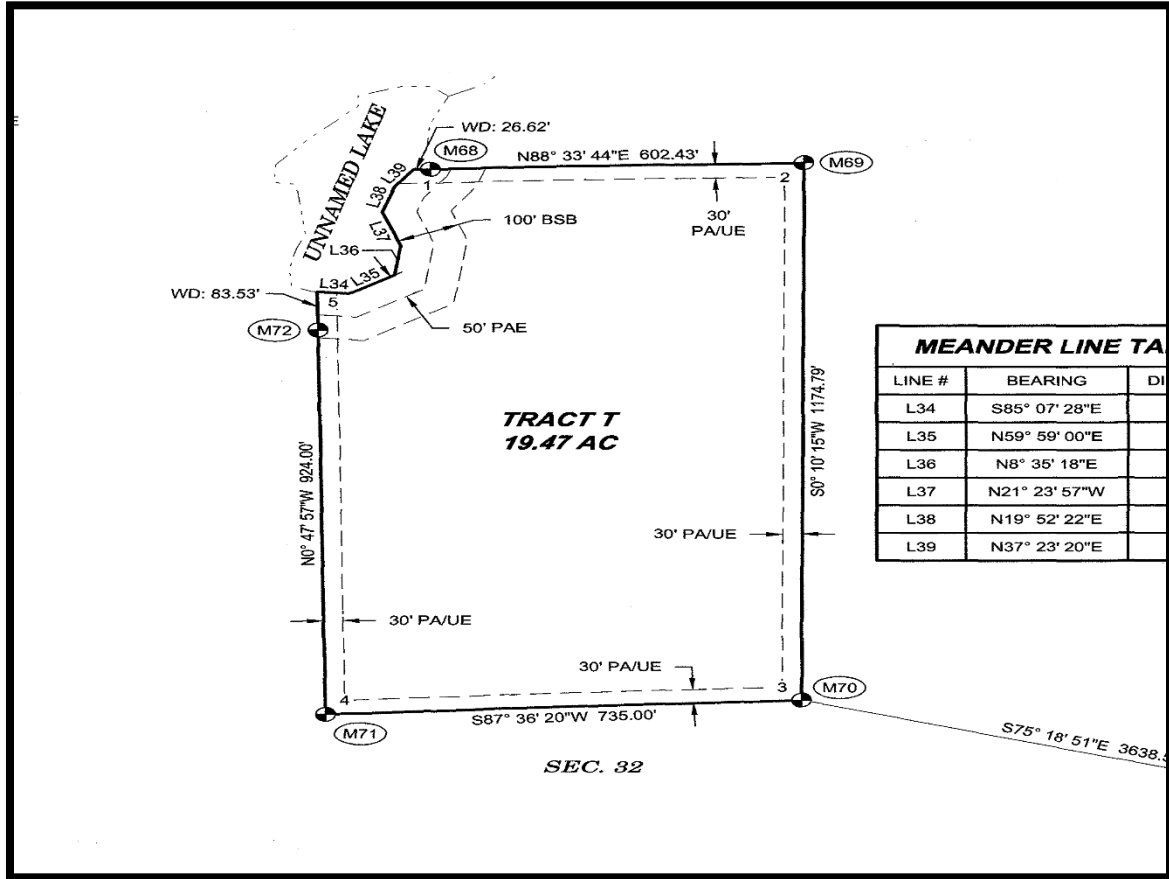 E
UNNAMED LAKE
WD: 26.62'
M68
N88° 33' 44"E 602.43'
M69
L39
1
2
L38
30'
PA/UE
100' BSB
L37
L36
L35
L34
WD: 83.53'
5
M72
50' PAE
TRACT T
19.47 AC
N0° 47' 57"W 924.00'
S0° 10' 15"W 1174.79'
30' PA/UE
30' PA/UE
30' PA/UE
3
M70
4
M71
S87° 36' 20"W 735.00'
S75° 18' 51"E 3638.
SEC. 32
MEANDER LINE TA
LINE # BEARING DI
L34 S85° 07' 28"E
L35 N59° 59' 00"E
L36 N8° 35' 18"E
L37 N21° 23' 57"W
L38 N19° 52' 22"E
L39 N37° 23' 20"E